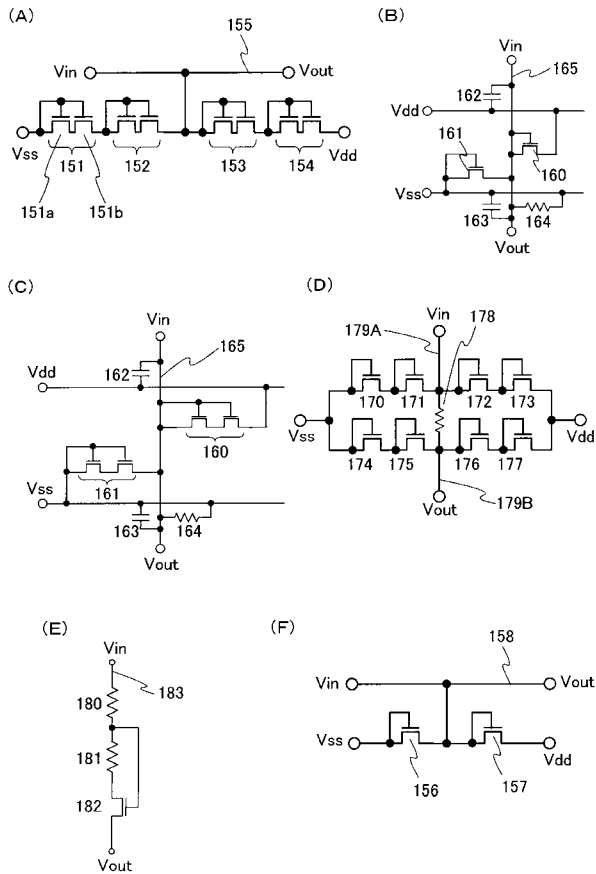 (A)
155
Vin
Vout
Vss
Vdd
151
152
153
154
151a
151b
(B)
Vin
165
162
Vdd
161
160
Vss
163
164
Vout
(C)
Vin
165
Vdd
162
160
Vss
161
163
164
Vout
(D)
178
Vin
179A
170
171
172
173
Vss
Vdd
174
175
176
177
179B
Vout
(E)
Vin
183
180
181
182
Vout
(F)
158
Vin
Vout
Vss
Vdd
156
157